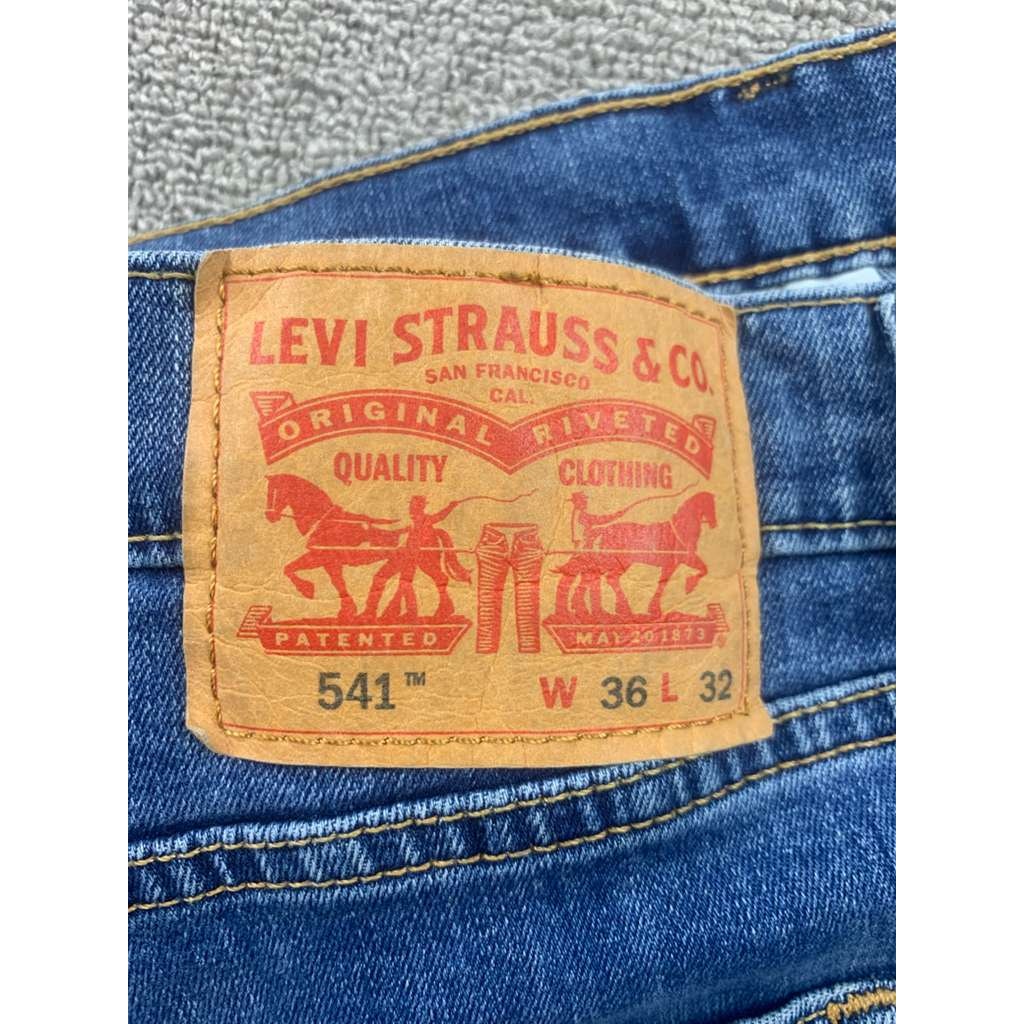 LEVI STRAUSS & CO.
SAN FRANCISCO
CAL.
ORIGINAL RIVETED
QUALITY CLOTHING
PATENTED MAY 20 1873
541™ W 36 L 32